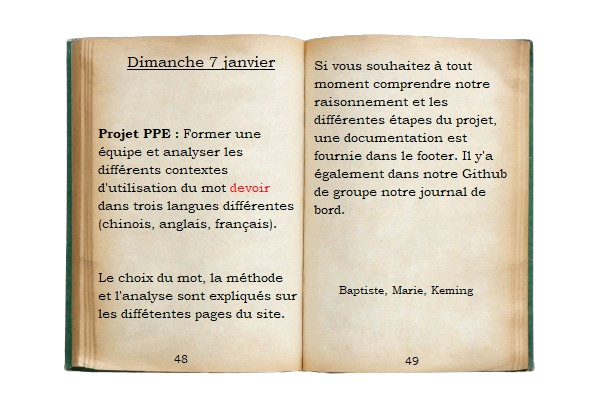 Dimanche 7 janvier
Projet PPE : Former une
équipe et analyser les
différents contextes
d'utilisation du mot devoir
dans trois langues différentes
(chinois, anglais, français).
Le choix du mot, la méthode
et l'analyse sont expliqués sur
les diffétentes pages du site.
48
Si vous souhaitez à tout
moment comprendre notre
raisonnement et les
différentes étapes du projet,
une documentation est
fournie dans le footer. Il y'a
également dans notre Github
de groupe notre journal de
bord.
Baptiste, Marie, Keming
49